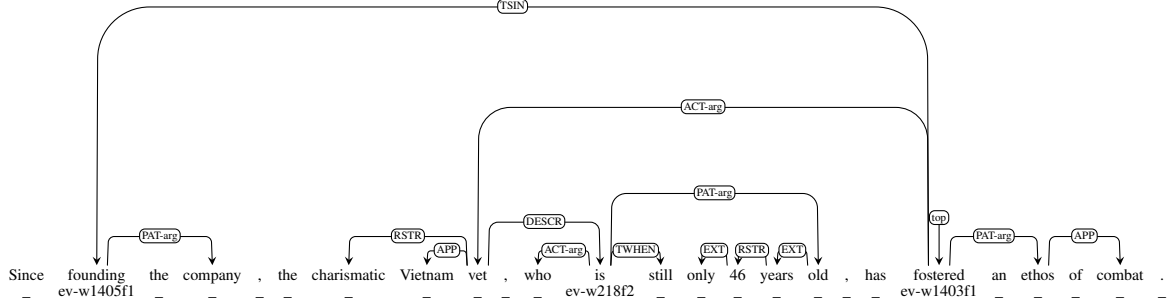 TSIN
ACT-arg
PAT-arg
DESCR
top
PAT-arg RSTR APP ACT-arg TWHEN EXT RSTR EXT PAT-arg APP
Since founding the company , the charismatic Vietnam vet , who is still only 46 years old , has fostered an ethos of combat .
_ ev-w1405f1 _ _ _ _ _ _ _ _ _ ev-w218f2 _ _ _ _ _ _ _ ev-w1403f1 _ _ _ _ _